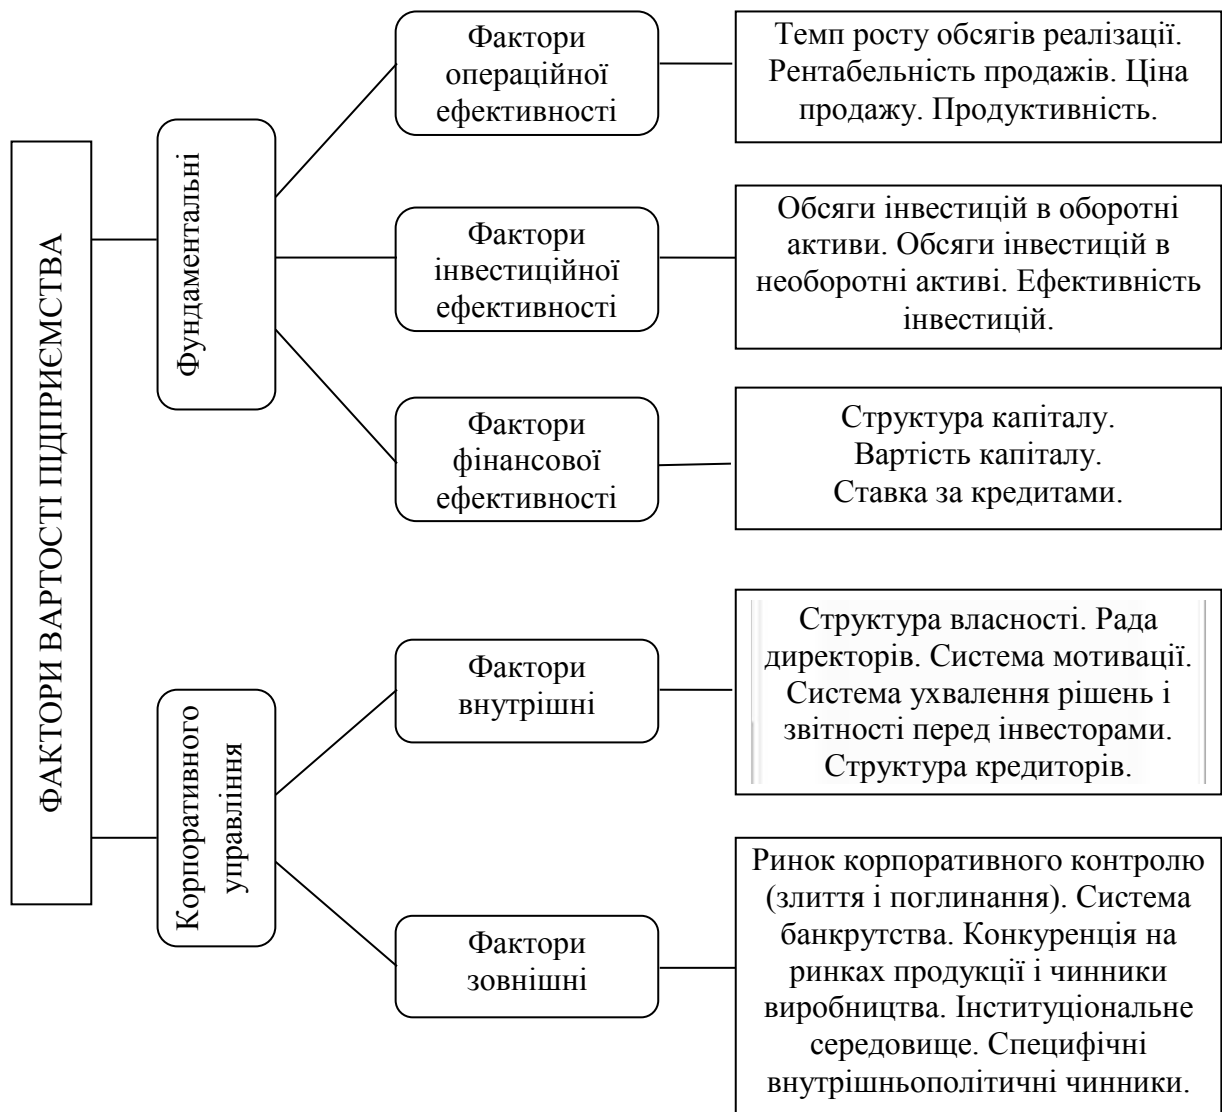 ФАКТОРИ ВАРТОСТІ ПІДПРИЄМСТВА
Фундаментальні
Фактори
операційної
ефективності
Темп росту обсягів реалізації.
Рентабельність продажів. Ціна
продажу. Продуктивність.
Фактори
інвестиційної
ефективності
Обсяги інвестицій в оборотні
активи. Обсяги інвестицій в
необоротні активі. Ефективність
інвестицій.
Фактори
фінансової
ефективності
Структура капіталу.
Вартість капіталу.
Ставка за кредитами.
Корпоративного
управління
Фактори
внутрішні
Структура власності. Рада
директорів. Система мотивації.
Система ухвалення рішень і
звітності перед інвесторами.
Структура кредиторів.
Фактори
зовнішні
Ринок корпоративного контролю
(злиття і поглинання). Система
банкрутства. Конкуренція на
ринках продукції і чинники
виробництва. Інституціональне
середовище. Специфічні
внутрішньополітичні чинники.